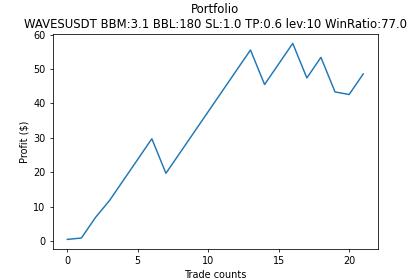 Portfolio
WAVESUSDT BBM:3.1 BBL:180 SL:1.0 TP:0.6 lev:10 WinRatio:77.0
60
50
40
30
20
10
0
Profit ($)
0 5 10 15 20
Trade counts